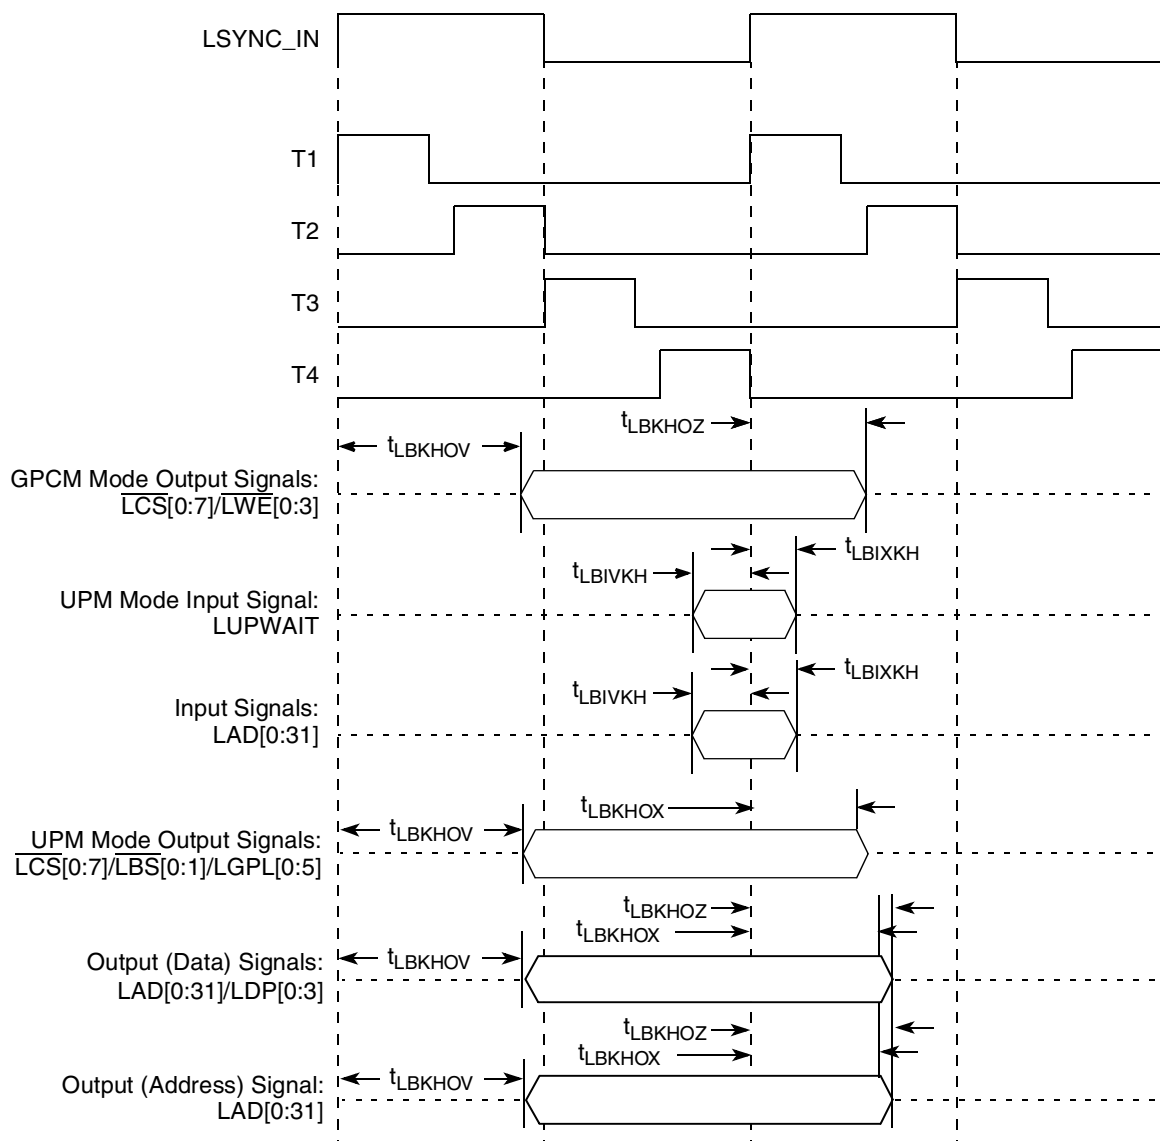 LSYNC_IN
T1
T2
T3
T4
tLBKHOZ
tLBKHOV
GPCM Mode Output Signals:
LCS[0:7]/LWE[0:3]
tLBIXKH
tLBIVKH
UPM Mode Input Signal:
LUPWAIT
tLBIXKH
tLBIVKH
Input Signals:
LAD[0:31]
tLBKHOX
tLBKHOV
UPM Mode Output Signals:
LCS[0:7]/LBS[0:1]/LGPL[0:5]
tLBKHOZ
tLBKHOX
tLBKHOV
Output (Data) Signals:
LAD[0:31]/LDP[0:3]
tLBKHOZ
tLBKHOX
tLBKHOV
Output (Address) Signal:
LAD[0:31]